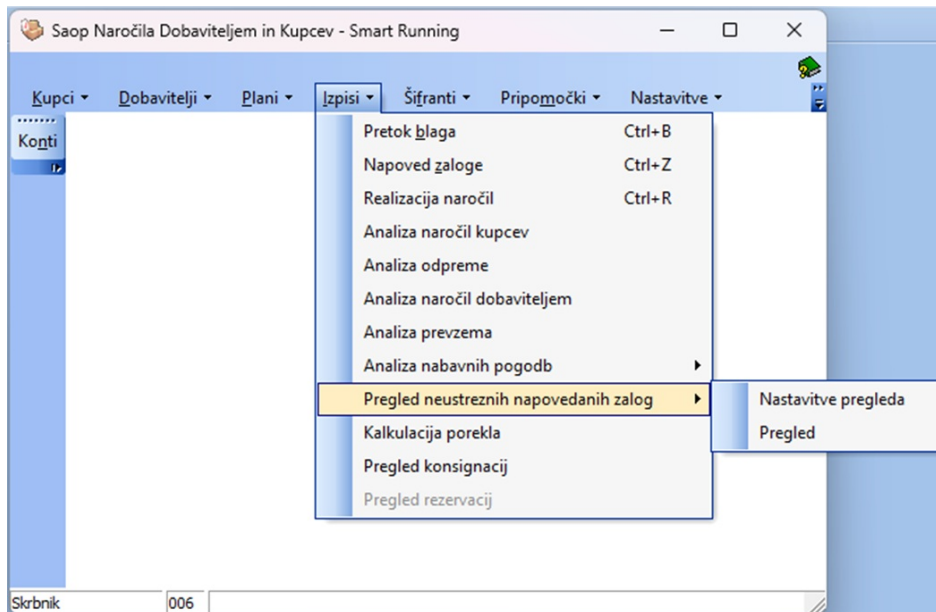 Saop Naročila Dobaviteljem in Kupcev - Smart Running
Kupci Dobavitelji Plani Izpisi Šifranti Pripomočki Nastavitve
Konti
Pretok blaga Ctrl+B
Napoved zaloge Ctrl+Z
Realizacija naročil Ctrl+R
Analiza naročil kupcev
Analiza odpreme
Analiza naročil dobaviteljem
Analiza prevzema
Analiza nabavnih pogodb
Pregled neustreznih napovedanih zalog
Nastavitve pregleda
Pregled
Kalkulacija porekla
Pregled konsignacij
Pregled rezervacij
Skrbnik 006